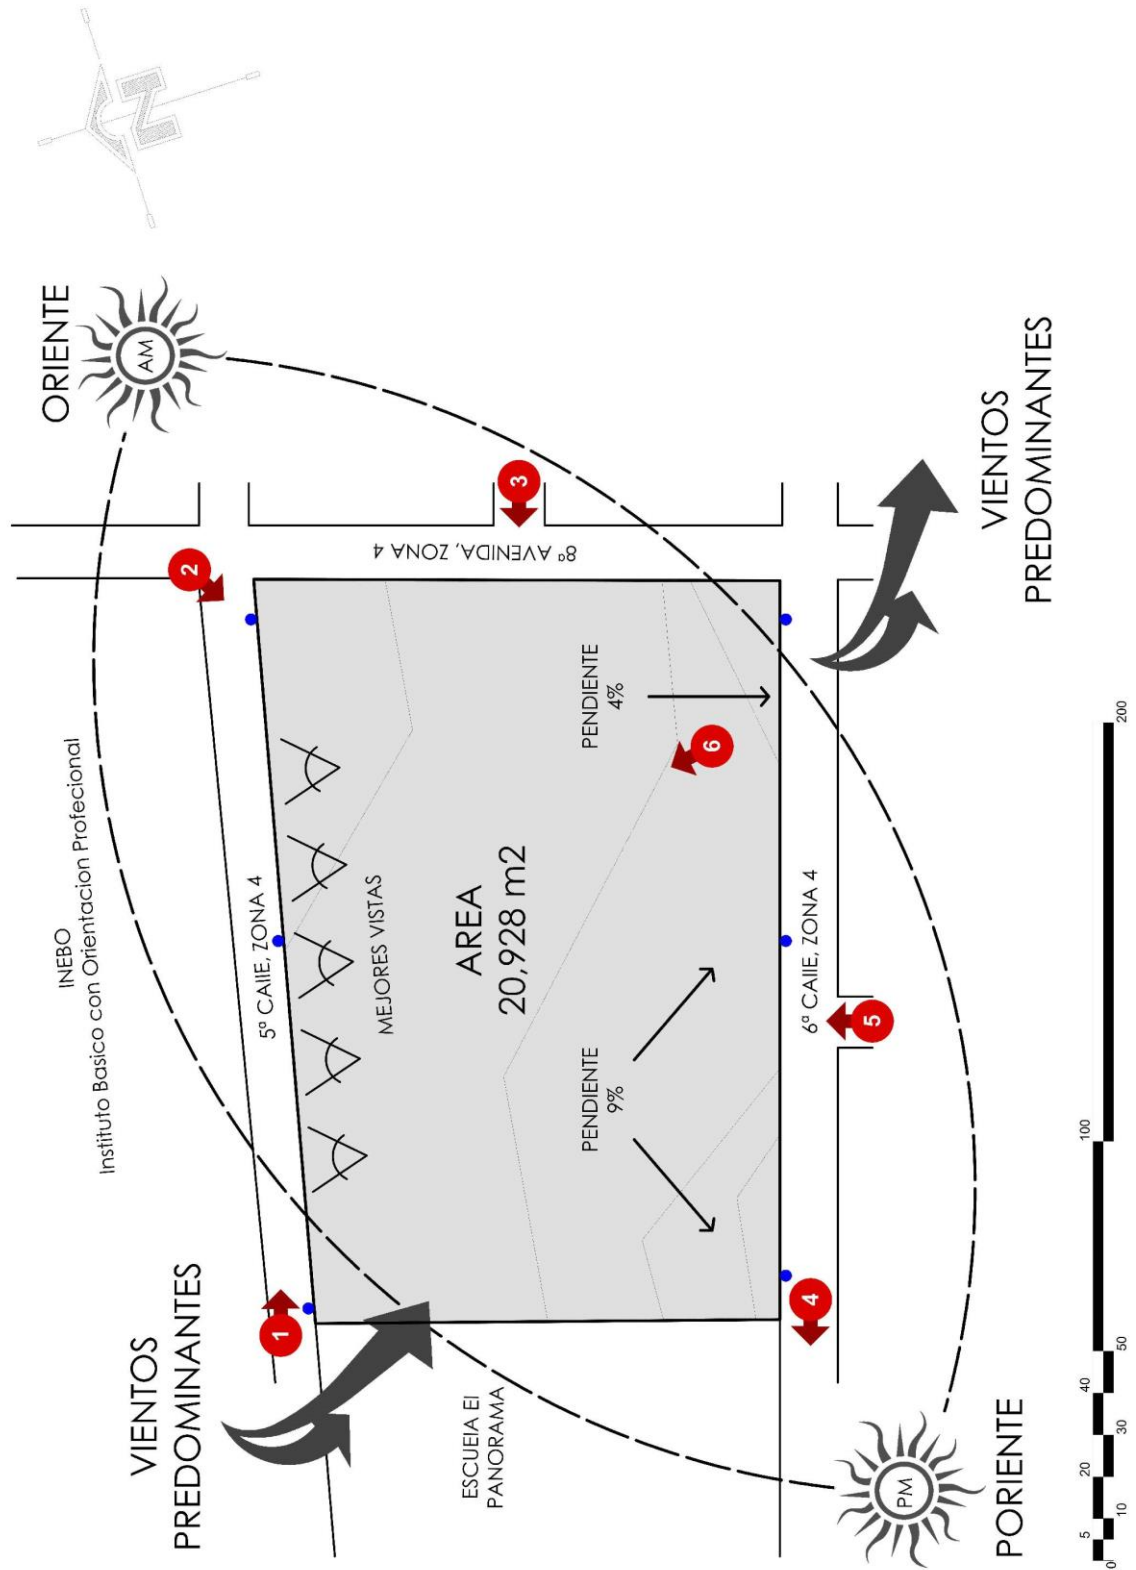 N
ORIENTE
AM
INEBO
Instituto Basico con Orientacion Profecional
VIENTOS
PREDOMINANTES
5ª CAllE, ZONA 4
8ª AVENIDA, ZONA 4
1
2
3
MEJORES VISTAS
AREA
20,928 m2
PENDIENTE
4%
PENDIENTE
9%
6
ESCUElA El
PANORAMA
6ª CAllE, ZONA 4
4
5
VIENTOS
PREDOMINANTES
PM
PORIENTE
0
5
10
20
30
40
50
100
200